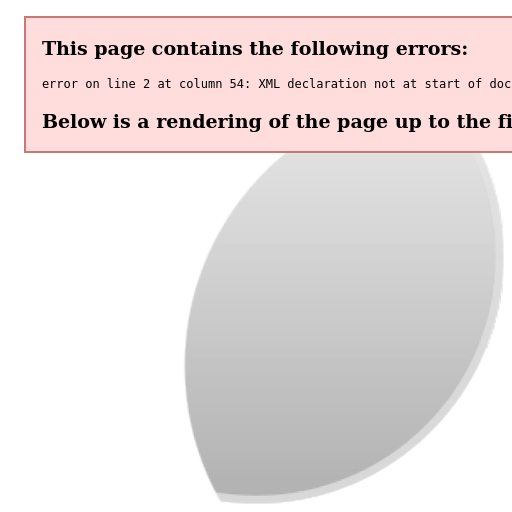 This page contains the following errors:
error on line 2 at column 54: XML declaration not at start of doc
Below is a rendering of the page up to the fi